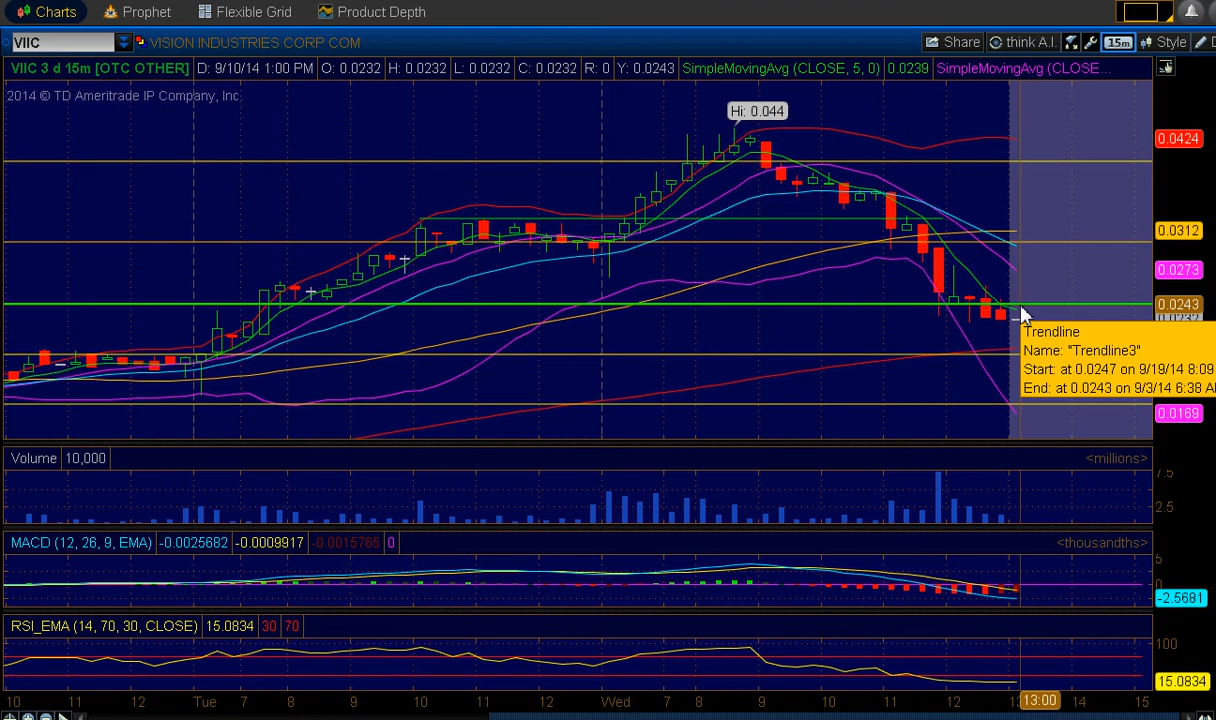 Charts Prophet Flexible Grid Product Depth
VIIC VISION INDUSTRIES CORP COM Share think A.I. 15m Style
VIIC 3 d 15m [OTC OTHER] D: 9/10/14 1:00 PM O: 0.0232 H: 0.0232 L: 0.0232 C: 0.0232 R: 0 Y: 0.0243 SimpleMovingAvg (CLOSE, 5, 0) 0.0239 SimpleMovingAvg (CLOSE...
2014 © TD Ameritrade IP Company, Inc
Hi: 0.044
0.0424
0.0312
0.0273
0.0243
0.0232
Trendline
Name: "Trendline3"
Start: at 0.0247 on 9/19/14 8:09
End: at 0.0243 on 9/3/14 6:38 A
0.0169
Volume 10,000 <millions>
7.5
2.5
MACD (12, 26, 9, EMA) -0.0025682 -0.0009917 -0.0015765 0 <thousandths>
5
0
-2.5681
RSI_EMA (14, 70, 30, CLOSE) 15.0834 30 70
100
15.0834
10 11 12 Tue 7 8 9 10 11 12 Wed 7 8 9 10 11 12 13:00 14 15